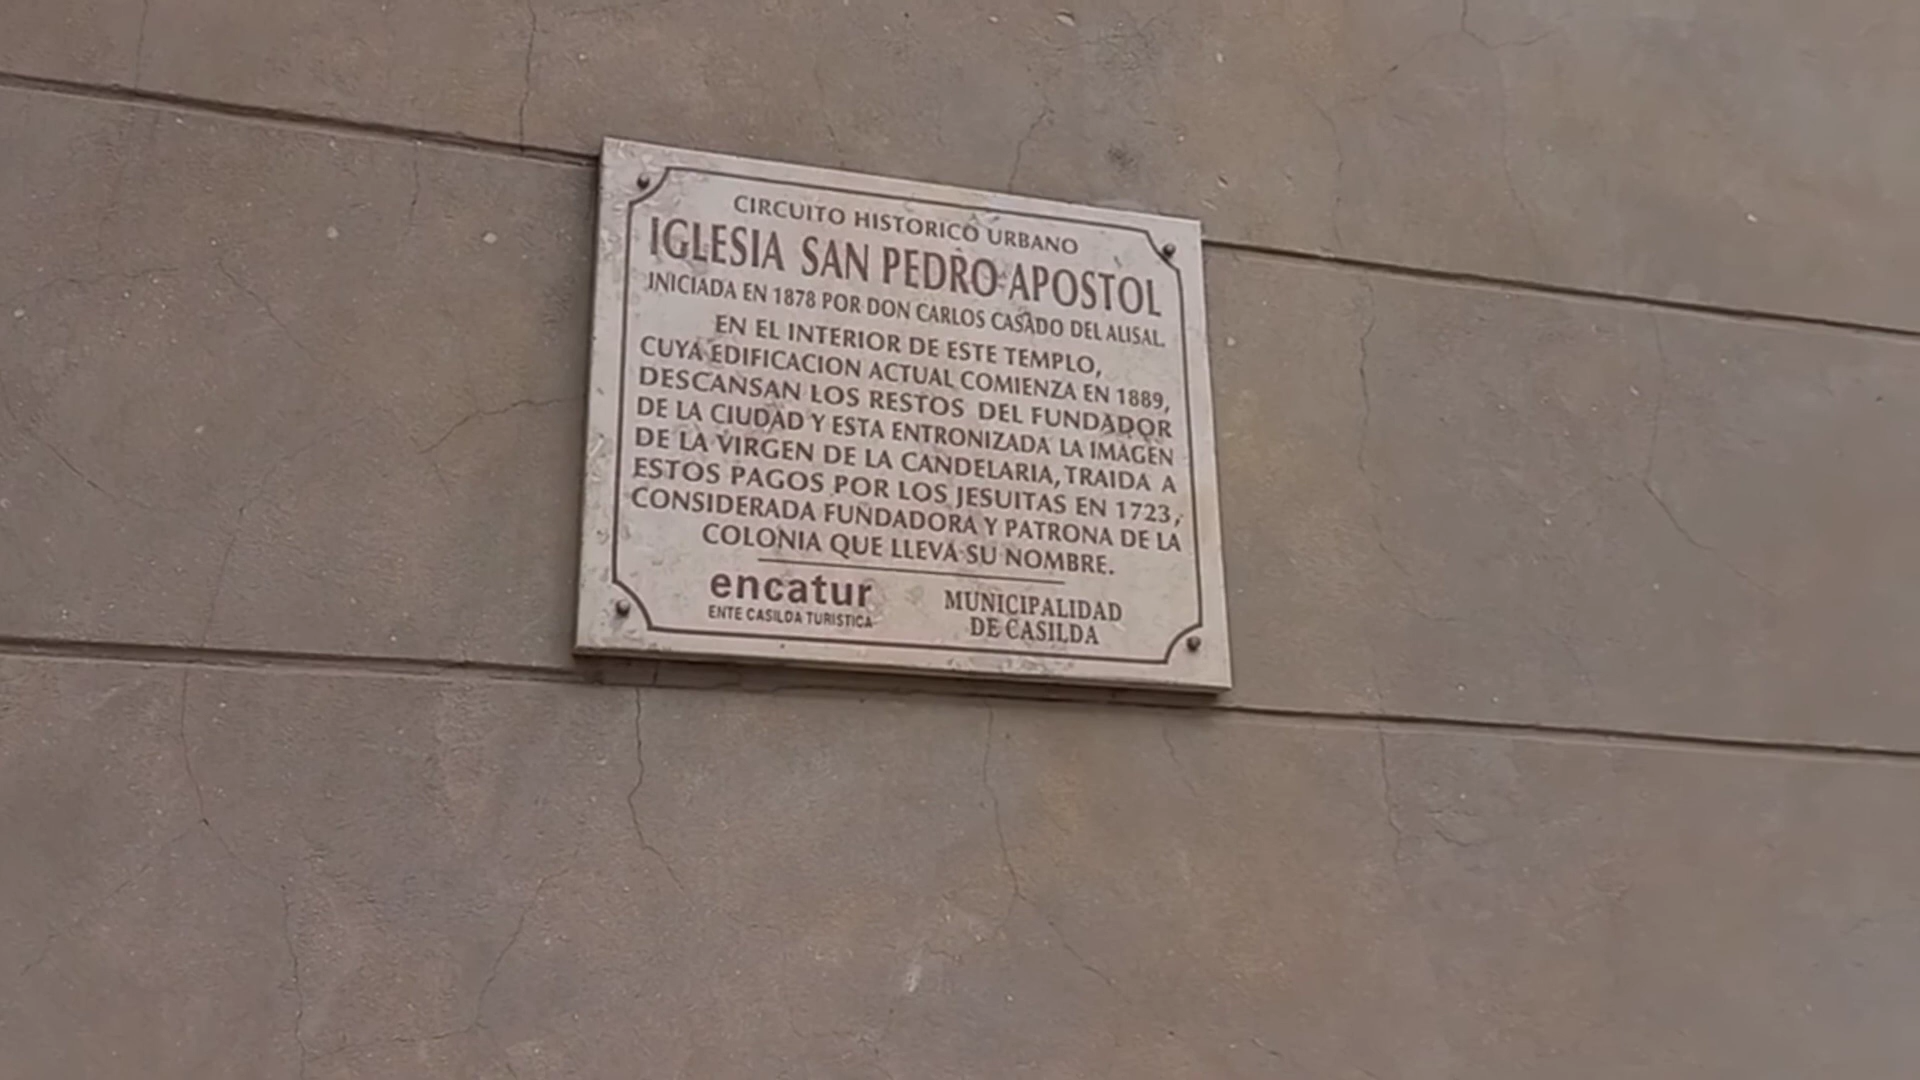 CIRCUITO HISTORICO URBANO
IGLESIA SAN PEDRO APOSTOL
INICIADA EN 1878 POR DON CARLOS CASADO DEL ALISAL.
EN EL INTERIOR DE ESTE TEMPLO,
CUYA EDIFICACION ACTUAL COMIENZA EN 1889,
DESCANSAN LOS RESTOS DEL FUNDADOR
DE LA CIUDAD Y ESTA ENTRONIZADA LA IMAGEN
DE LA VIRGEN DE LA CANDELARIA, TRAIDA A
ESTOS PAGOS POR LOS JESUITAS EN 1723,
CONSIDERADA FUNDADORA Y PATRONA DE LA
COLONIA QUE LLEVA SU NOMBRE.
encatur
ENTE CASILDA TURISTICA
MUNICIPALIDAD
DE CASILDA